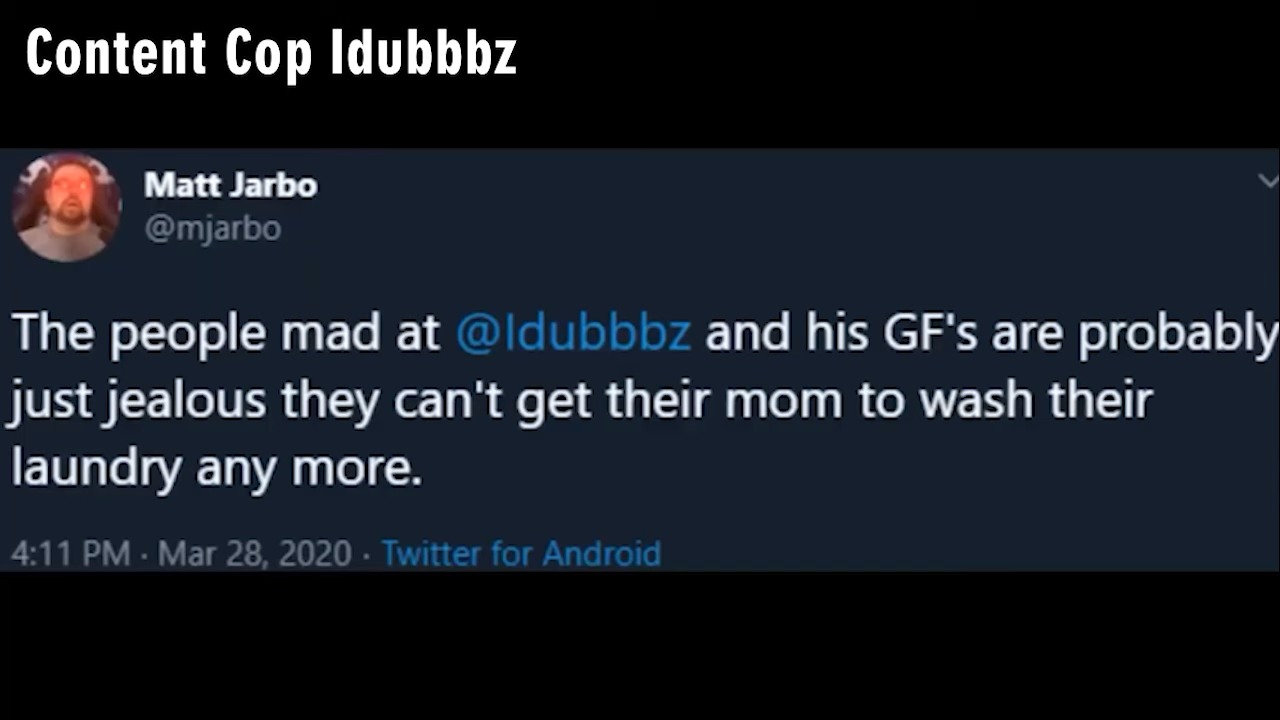 Content Cop Idubbbz
Matt Jarbo
@mjarbo
The people mad at @Idubbbz and his GF's are probably
just jealous they can't get their mom to wash their
laundry any more.
4:11 PM · Mar 28, 2020 · Twitter for Android